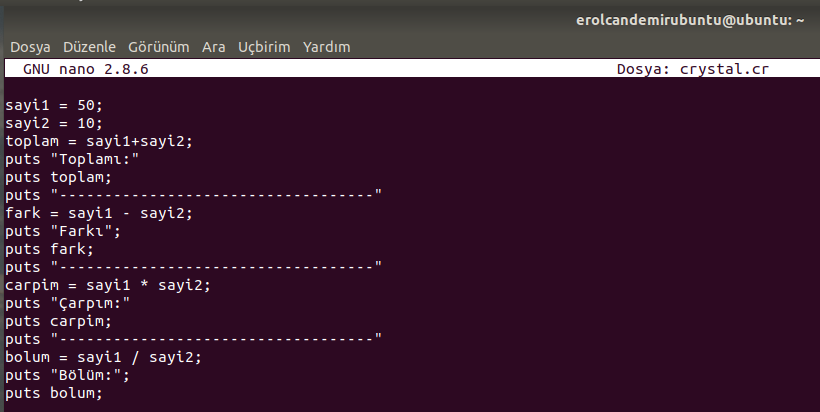 erolcandemirubuntu@ubuntu: ~
Dosya Düzenle Görünüm Ara Uçbirim Yardım
GNU nano 2.8.6 Dosya: crystal.cr
sayi1 = 50;
sayi2 = 10;
toplam = sayi1+sayi2;
puts "Toplamı:"
puts toplam;
puts "-----------------------------------"
fark = sayi1 - sayi2;
puts "Farkı";
puts fark;
puts "-----------------------------------"
carpim = sayi1 * sayi2;
puts "Çarpım:"
puts carpim;
puts "-----------------------------------"
bolum = sayi1 / sayi2;
puts "Bölüm:";
puts bolum;